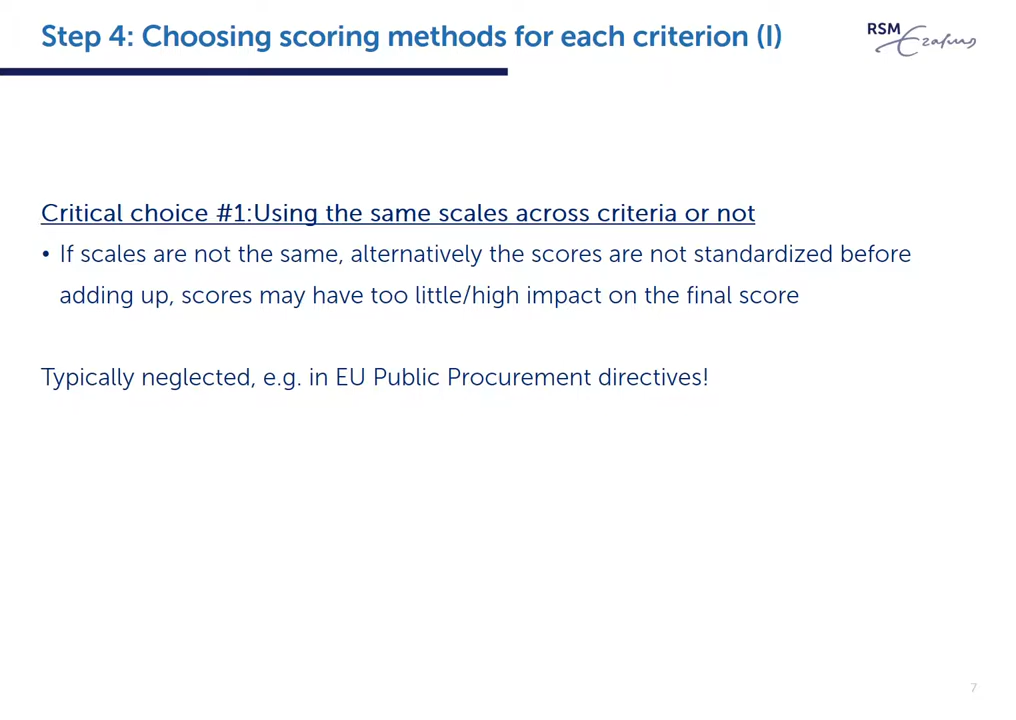 Step 4: Choosing scoring methods for each criterion (I)
RSM
Erasmus
Critical choice #1:Using the same scales across criteria or not
• If scales are not the same, alternatively the scores are not standardized before
adding up, scores may have too little/high impact on the final score
Typically neglected, e.g. in EU Public Procurement directives!
7